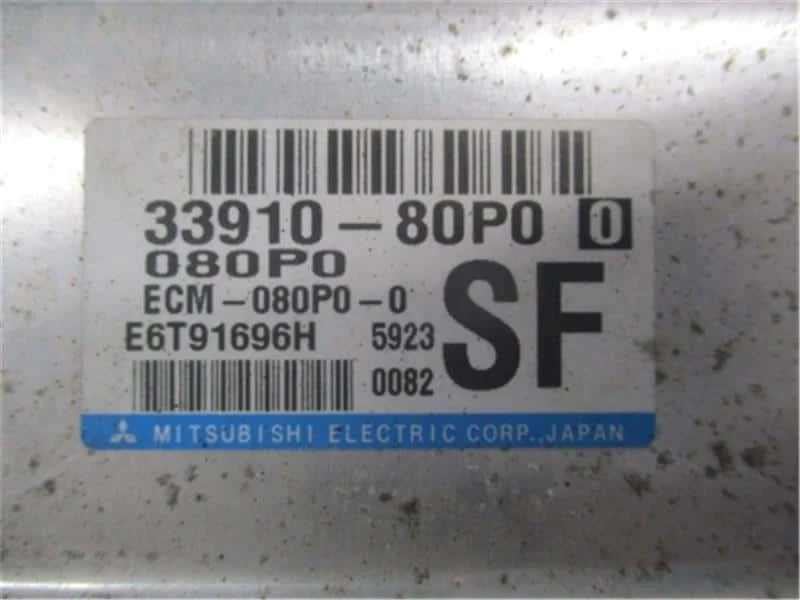 33910-80P0 0
080P0
ECM-080P0-0
SF
E6T91696H 5923
0082
MITSUBISHI ELECTRIC CORP.,JAPAN